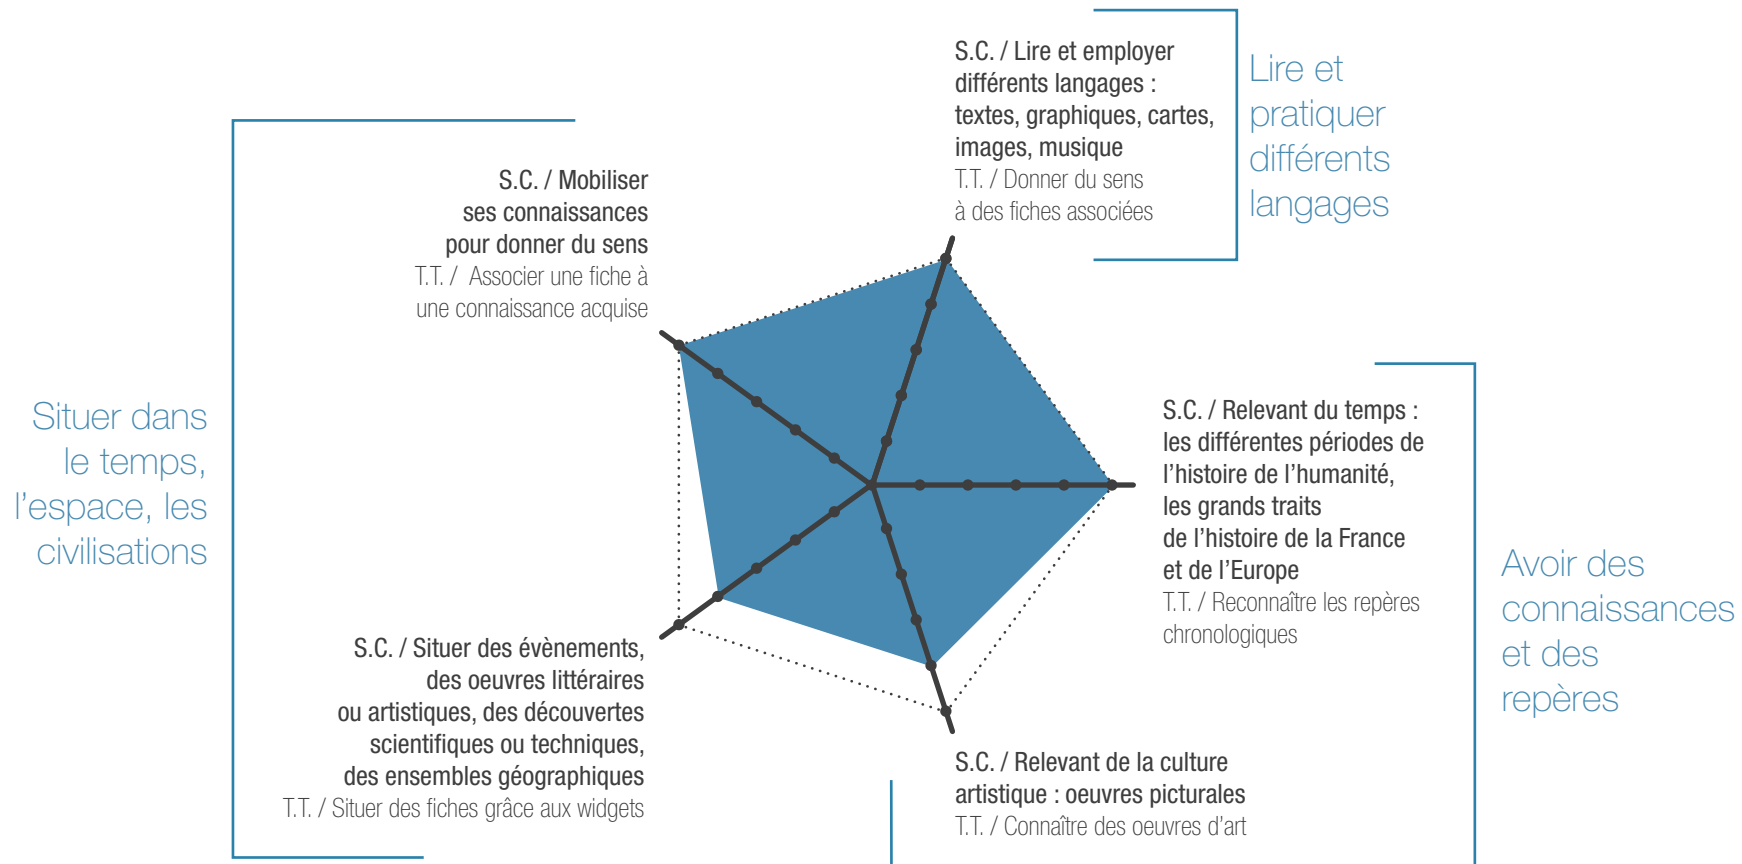 S.C. / Lire et employer
différents langages :
textes, graphiques, cartes,
images, musique
T.T. / Donner du sens
à des fiches associées
Lire et
pratiquer
différents
langages
S.C. / Mobiliser
ses connaissances
pour donner du sens
T.T. /  Associer une fiche à
une connaissance acquise
Situer dans
le temps,
l'espace, les
civilisations
S.C. / Relevant du temps :
les différentes périodes de
l'histoire de l'humanité,
les grands traits
de l'histoire de la France
et de l'Europe
T.T. / Reconnaître les repères
chronologiques
Avoir des
connaissances
et des
repères
S.C. / Situer des évènements,
des oeuvres littéraires
ou artistiques, des découvertes
scientifiques ou techniques,
des ensembles géographiques
T.T. / Situer des fiches grâce aux widgets
S.C. / Relevant de la culture
artistique : oeuvres picturales
T.T. / Connaître des oeuvres d'art